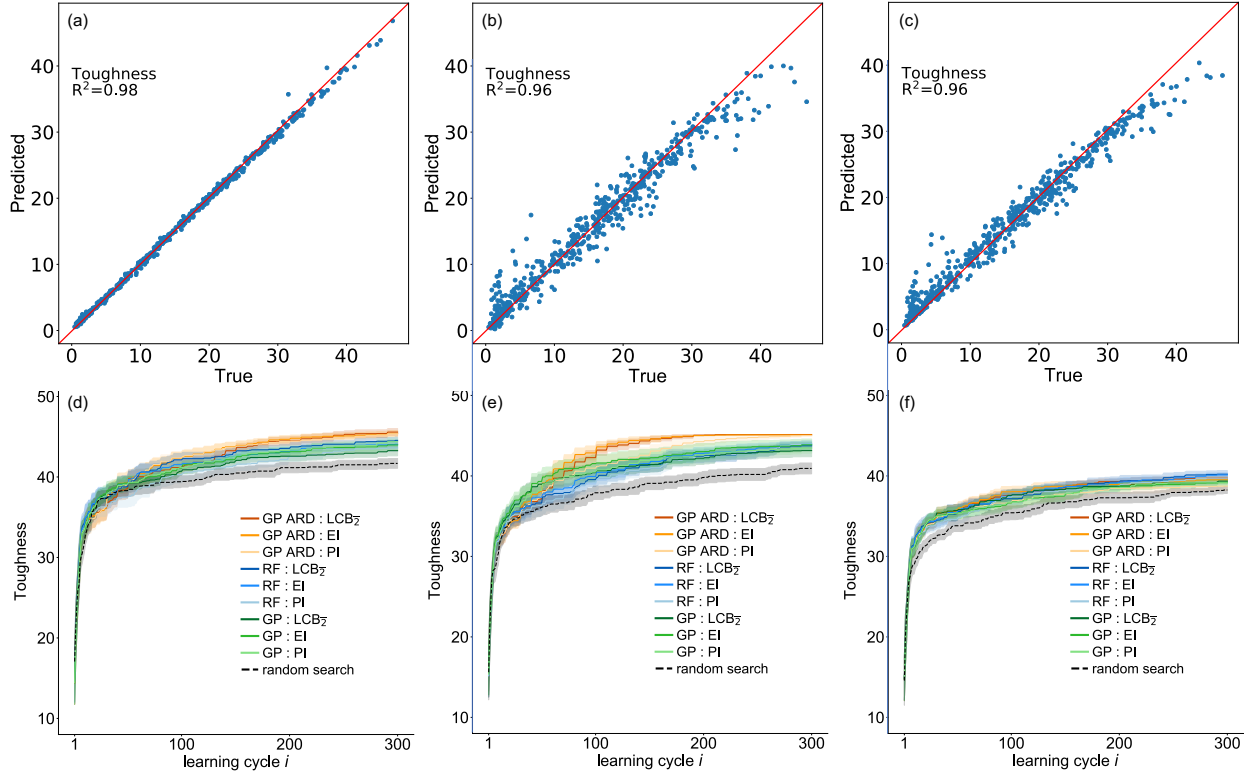 (a)
Toughness
R²=0.98
Predicted
40
30
20
10
0
0 10 20 30 40
True
(b)
Toughness
R²=0.96
Predicted
40
30
20
10
0
0 10 20 30 40
True
(c)
Toughness
R²=0.96
Predicted
40
30
20
10
0
0 10 20 30 40
True
(d)
Toughness
50
40
30
20
10
GP ARD : LCB2̅
GP ARD : EI
GP ARD : PI
RF : LCB2̅
RF : EI
RF : PI
GP : LCB2̅
GP : EI
GP : PI
random search
1 100 200 300
learning cycle i
(e)
Toughness
50
40
30
20
10
GP ARD : LCB2̅
GP ARD : EI
GP ARD : PI
RF : LCB2̅
RF : EI
RF : PI
GP : LCB2̅
GP : EI
GP : PI
random search
1 100 200 300
learning cycle i
(f)
Toughness
50
40
30
20
10
GP ARD : LCB2̅
GP ARD : EI
GP ARD : PI
RF : LCB2̅
RF : EI
RF : PI
GP : LCB2̅
GP : EI
GP : PI
random search
1 100 200 300
learning cycle i